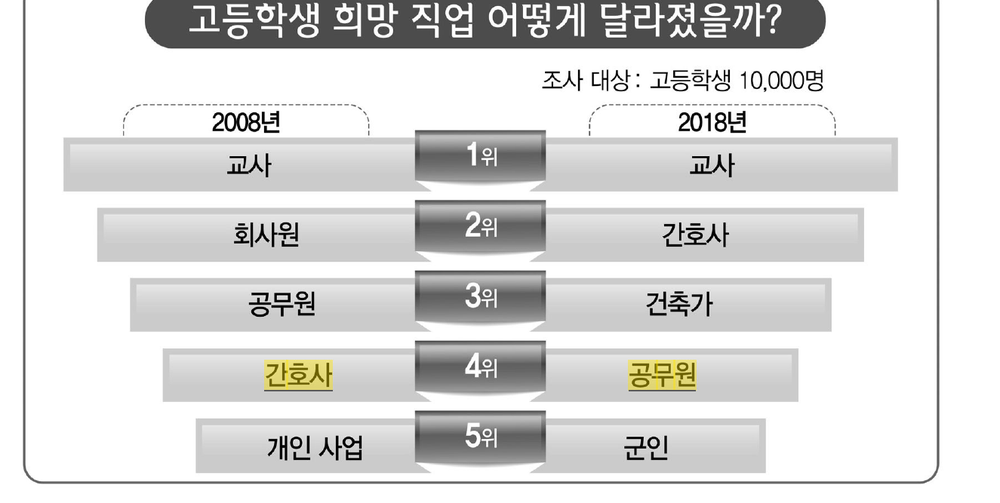 고등학생 희망 직업 어떻게 달라졌을까?
조사 대상: 고등학생 10,000명
2008년 2018년
교사 1위 교사
회사원 2위 간호사
공무원 3위 건축가
간호사 4위 공무원
개인 사업 5위 군인